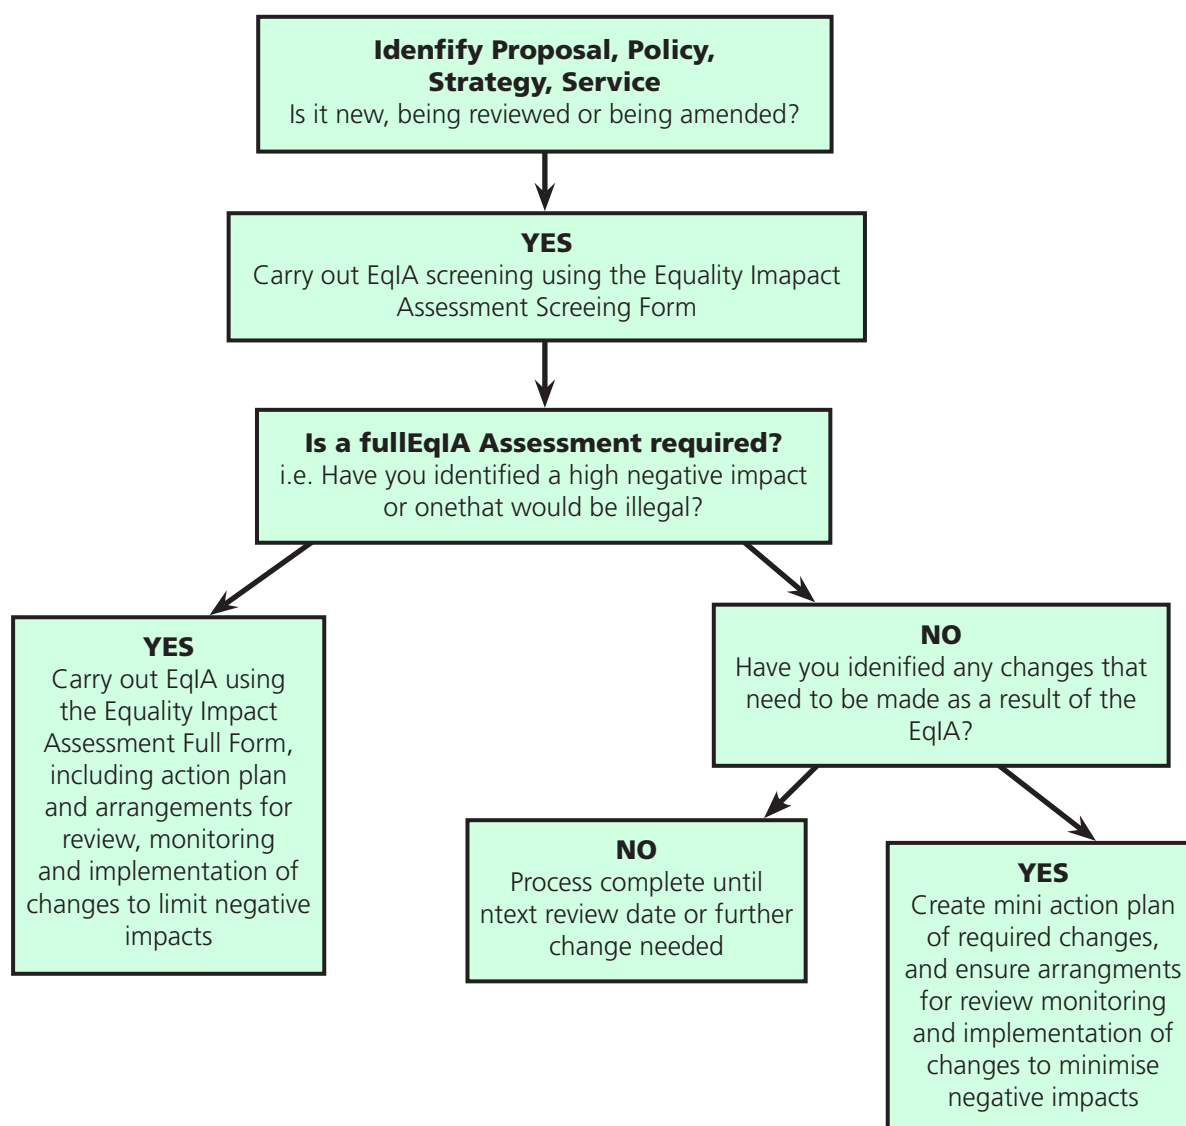 Idenfify Proposal, Policy,
Strategy, Service
Is it new, being reviewed or being amended?
YES
Carry out EqIA screening using the Equality Imapact
Assessment Screeing Form
Is a fullEqIA Assessment required?
i.e. Have you identified a high negative impact
or onethat would be illegal?
YES
Carry out EqIA using
the Equality Impact
Assessment Full Form,
including action plan
and arrangements for
review, monitoring
and implementation of
changes to limit negative
impacts
NO
Have you idenified any changes that
need to be made as a result of the
EqIA?
NO
Process complete until
ntext review date or further
change needed
YES
Create mini action plan
of required changes,
and ensure arrangments
for review monitoring
and implementation of
changes to minimise
negative impacts